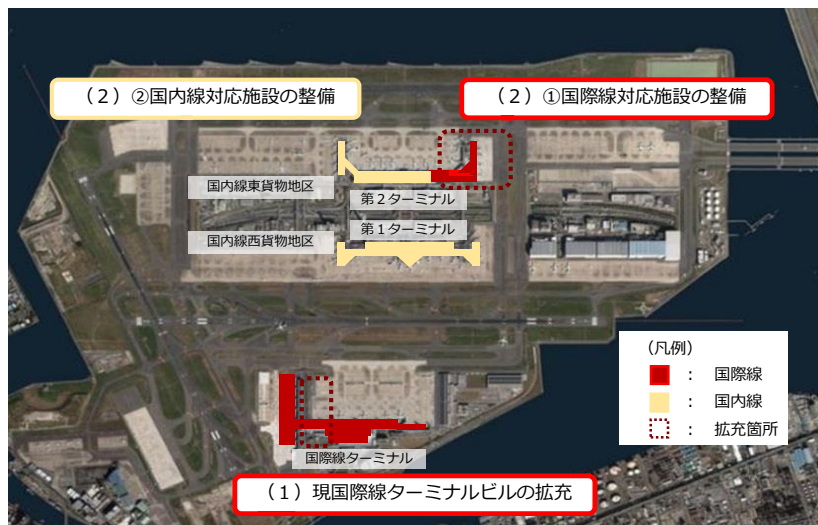 （２）②国内線対応施設の整備
（２）①国際線対応施設の整備
国内線東貨物地区
第２ターミナル
第１ターミナル
国内線西貨物地区
（凡例）
： 国際線
： 国内線
： 拡充箇所
国際線ターミナル
（１）現国際線ターミナルビルの拡充